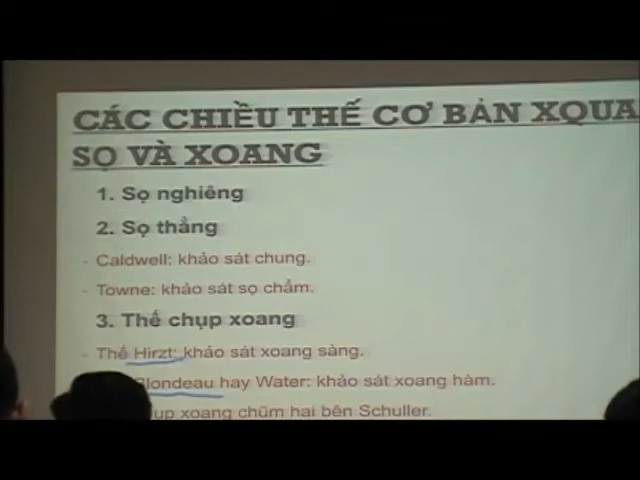 CÁC CHIỀU THẾ CƠ BẢN XQUA
SỌ VÀ XOANG
1. Sọ nghiêng
2. Sọ thẳng
- Caldwell: khảo sát chung.
- Towne: khảo sát sọ chẩm.
3. Thế chụp xoang
- Thế Hirzt: khảo sát xoang sàng.
Blondeau hay Water: khảo sát xoang hàm.
up xoang chũm hai bên Schuller.